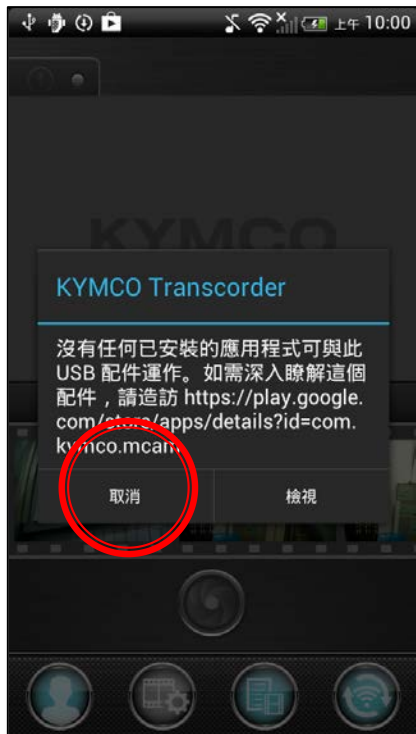 上午 10:00
KYMCO
KYMCO Transcorder
沒有任何已安裝的應用程式可與此
USB 配件運作。如需深入瞭解這個
配件，請造訪 https://play.google.
com/store/apps/details?id=com.
kymco.mcam
取消
檢視